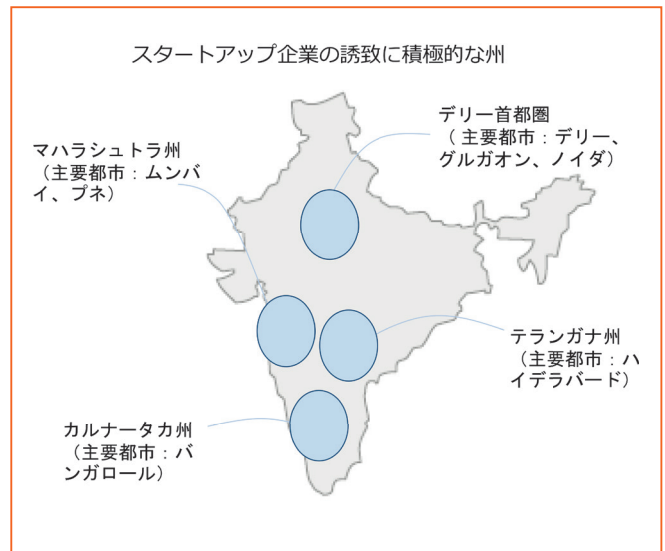 スタートアップ企業の誘致に積極的な州
デリー首都圏
（ 主要都市：デリー、
グルガオン、ノイダ）
マハラシュトラ州
（主要都市：ムンバ
イ、プネ）
テランガナ州
（主要都市：ハ
イデラバード）
カルナータカ州
（主要都市：バ
ンガロール）